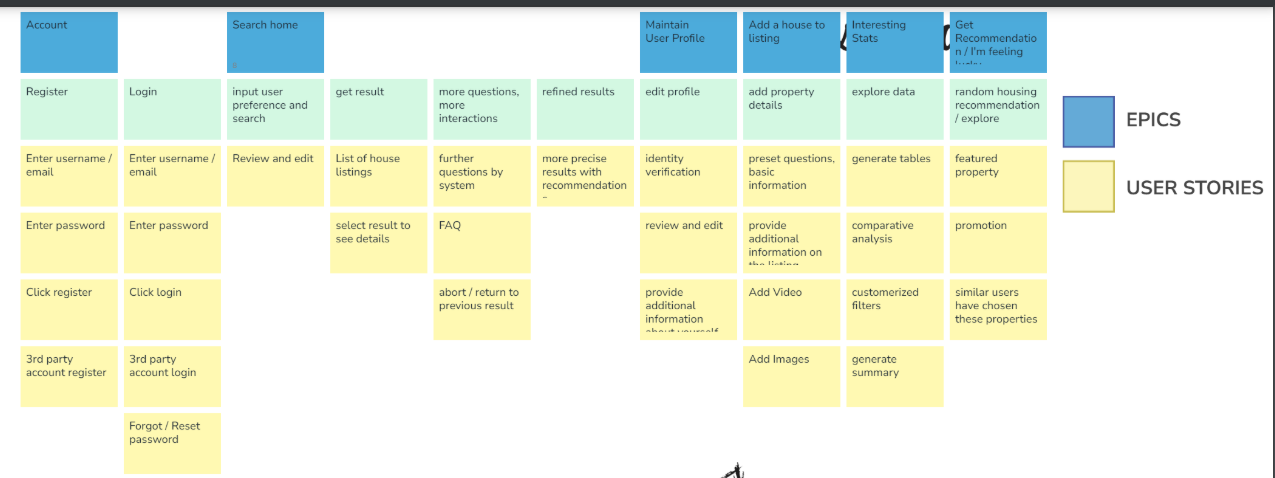 Account
Search home
Maintain
User Profile
Add a house to
listing
Interesting
Stats
Get
Recommendatio
n / I'm feeling
lucky
Register
Login
input user
preference and
search
get result
more questions,
more
interactions
refined results
edit profile
add property
details
explore data
random housing
recommendation
/ explore
EPICS
Enter username /
email
Enter username /
email
Review and edit
List of house
listings
further
questions by
system
more precise
results with
recommendation
identity
verification
preset questions,
basic
information
generate tables
featured
property
USER STORIES
Enter password
Enter password
select result to
see details
FAQ
review and edit
provide
additional
information on
the listing
comparative
analysis
promotion
Click register
Click login
abort / return to
previous result
provide
additional
information
about yourself
Add Video
customerized
filters
similar users
have chosen
these properties
3rd party
account register
3rd party
account login
Add Images
generate
summary
Forgot / Reset
password